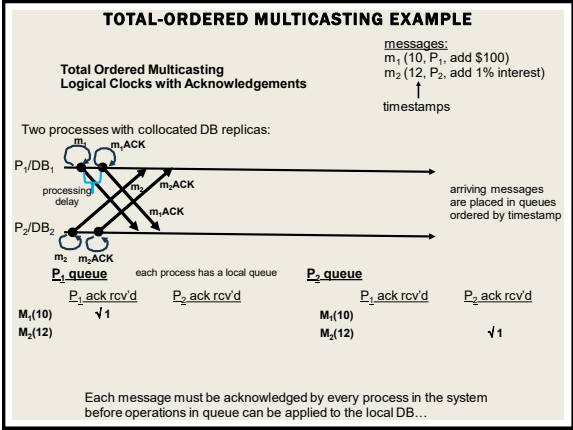 TOTAL-ORDERED MULTICASTING EXAMPLE
messages:
m1 (10, P1, add $100)
m2 (12, P2, add 1% interest)
timestamps
Total Ordered Multicasting
Logical Clocks with Acknowledgements
Two processes with collocated DB replicas:
m1 m1ACK
P1/DB1
processing
delay
m2 m2ACK
m1ACK
arriving messages
are placed in queues
ordered by timestamp
P2/DB2
m2 m2ACK
P1 queue each process has a local queue P2 queue
P1 ack rcv'd P2 ack rcv'd P1 ack rcv'd P2 ack rcv'd
M1(10) √1 M1(10)
M2(12) M2(12) √1
Each message must be acknowledged by every process in the system
before operations in queue can be applied to the local DB…